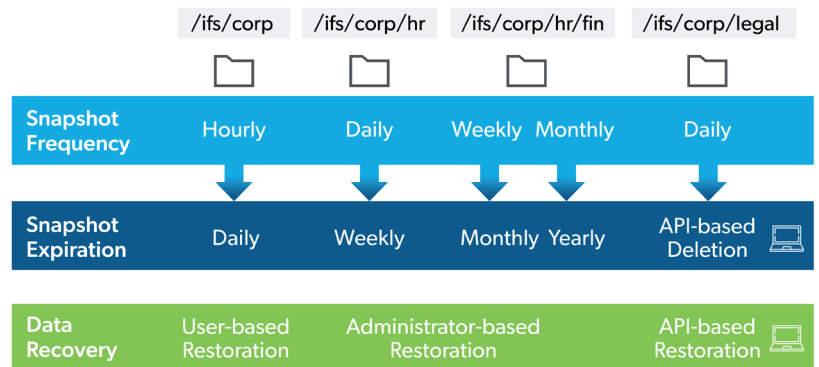 /ifs/corp /ifs/corp/hr /ifs/corp/hr/fin /ifs/corp/legal
Snapshot
Frequency
Hourly Daily Weekly Monthly Daily
Snapshot
Expiration
Daily Weekly Monthly Yearly
API-based
Deletion
Data
Recovery
User-based
Restoration
Administrator-based
Restoration
API-based
Restoration